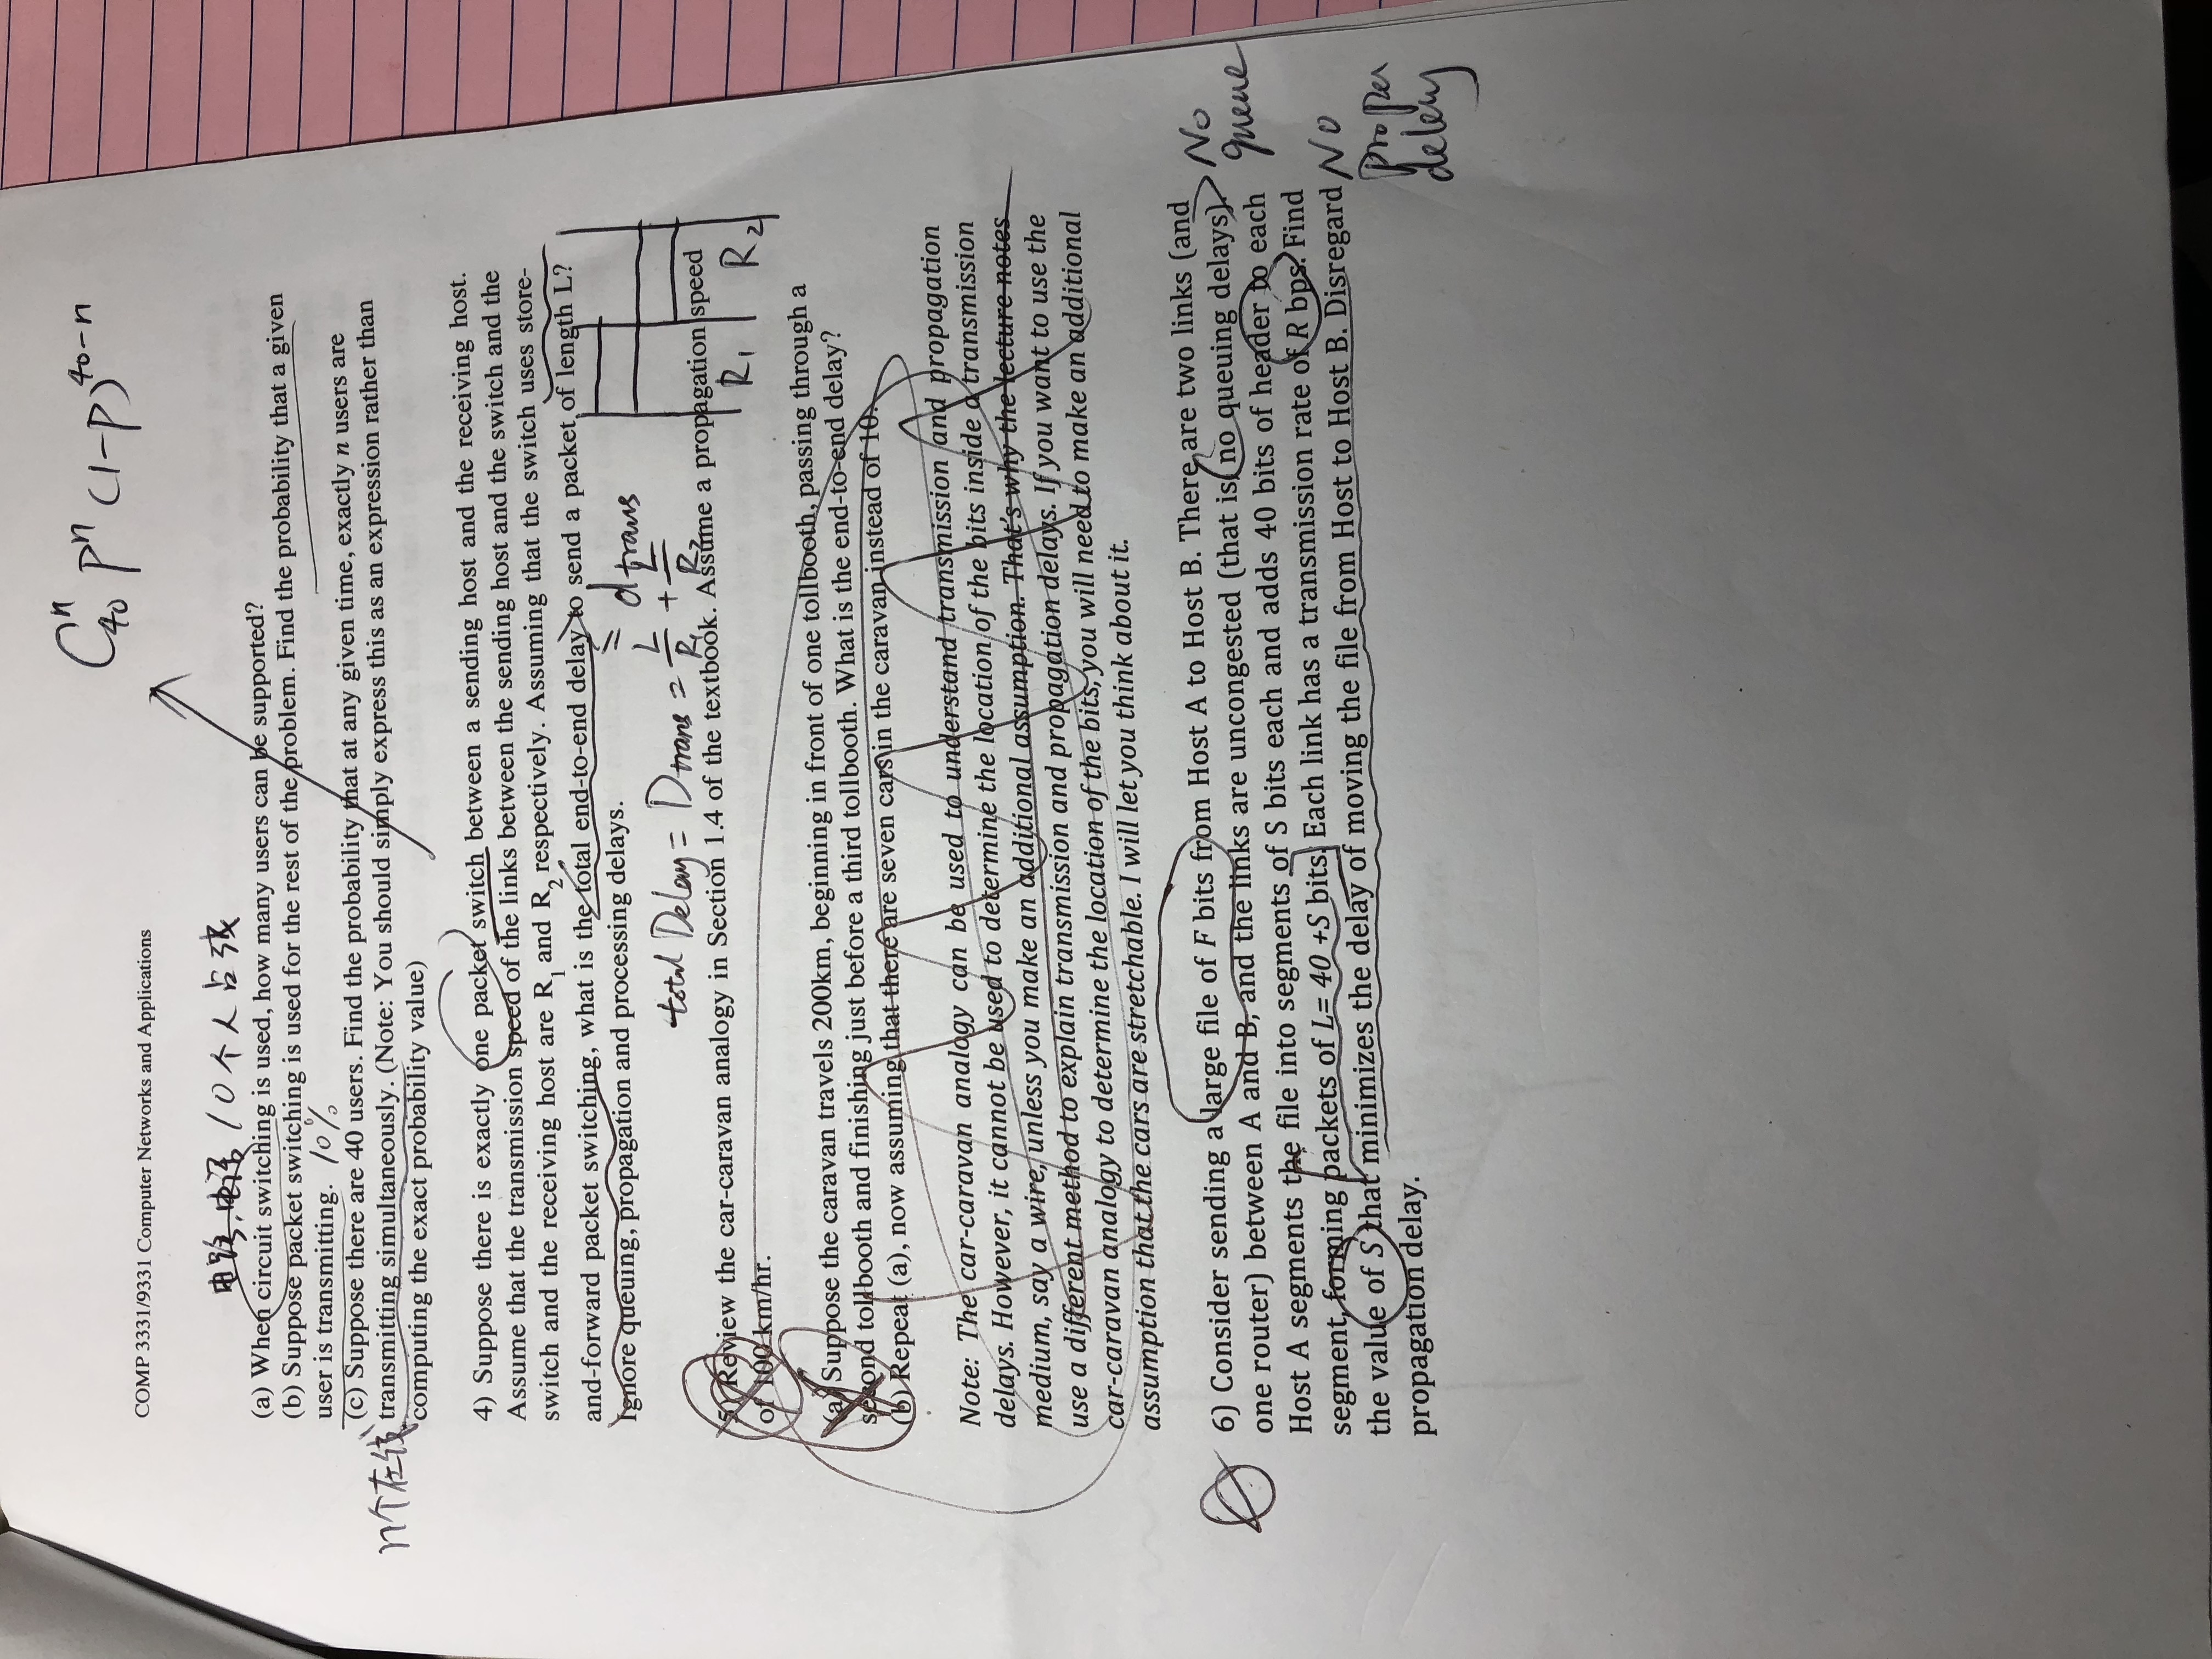 C₄₀ⁿ pⁿ (1-p)⁴⁰⁻ⁿ
COMP 3331/9331 Computer Networks and Applications
电路.电话 10个人占线
(a) When circuit switching is used, how many users can be supported?
(b) Suppose packet switching is used for the rest of the problem. Find the probability that a given
user is transmitting. 10%
(c) Suppose there are 40 users. Find the probability that at any given time, exactly n users are
n个在线 transmitting simultaneously. (Note: You should simply express this as an expression rather than
computing the exact probability value)
4) Suppose there is exactly one packet switch between a sending host and the receiving host.
Assume that the transmission speed of the links between the sending host and the switch and the
switch and the receiving host are R₁ and R₂ respectively. Assuming that the switch uses store-
and-forward packet switching, what is the total end-to-end delay to send a packet of length L?
Ignore queuing, propagation and processing delays.
= dtrans
total Delay = Dtrans = L/R₁ + L/R₂
5) Review the car-caravan analogy in Section 1.4 of the textbook. Assume a propagation speed
R₁ R₂
of 100 km/hr.
(a) Suppose the caravan travels 200km, beginning in front of one tollbooth, passing through a
second tollbooth and finishing just before a third tollbooth. What is the end-to-end delay?
(b) Repeat (a), now assuming that there are seven cars in the caravan instead of 10.
Note: The car-caravan analogy can be used to understand transmission and propagation
delays. However, it cannot be used to determine the location of the bits inside a transmission
medium, say a wire, unless you make an additional assumption. That's why the lecture notes
use a different method to explain transmission and propagation delays. If you want to use the
car-caravan analogy to determine the location of the bits, you will need to make an additional
assumption that the cars are stretchable. I will let you think about it.
6) Consider sending a large file of F bits from Host A to Host B. There are two links (and
one router) between A and B, and the links are uncongested (that is, no queuing delays).
No queue
Host A segments the file into segments of S bits each and adds 40 bits of header to each
segment, forming packets of L= 40 +S bits. Each link has a transmission rate of R bps. Find
the value of S that minimizes the delay of moving the file from Host to Host B. Disregard
propagation delay.
No
proper
delay